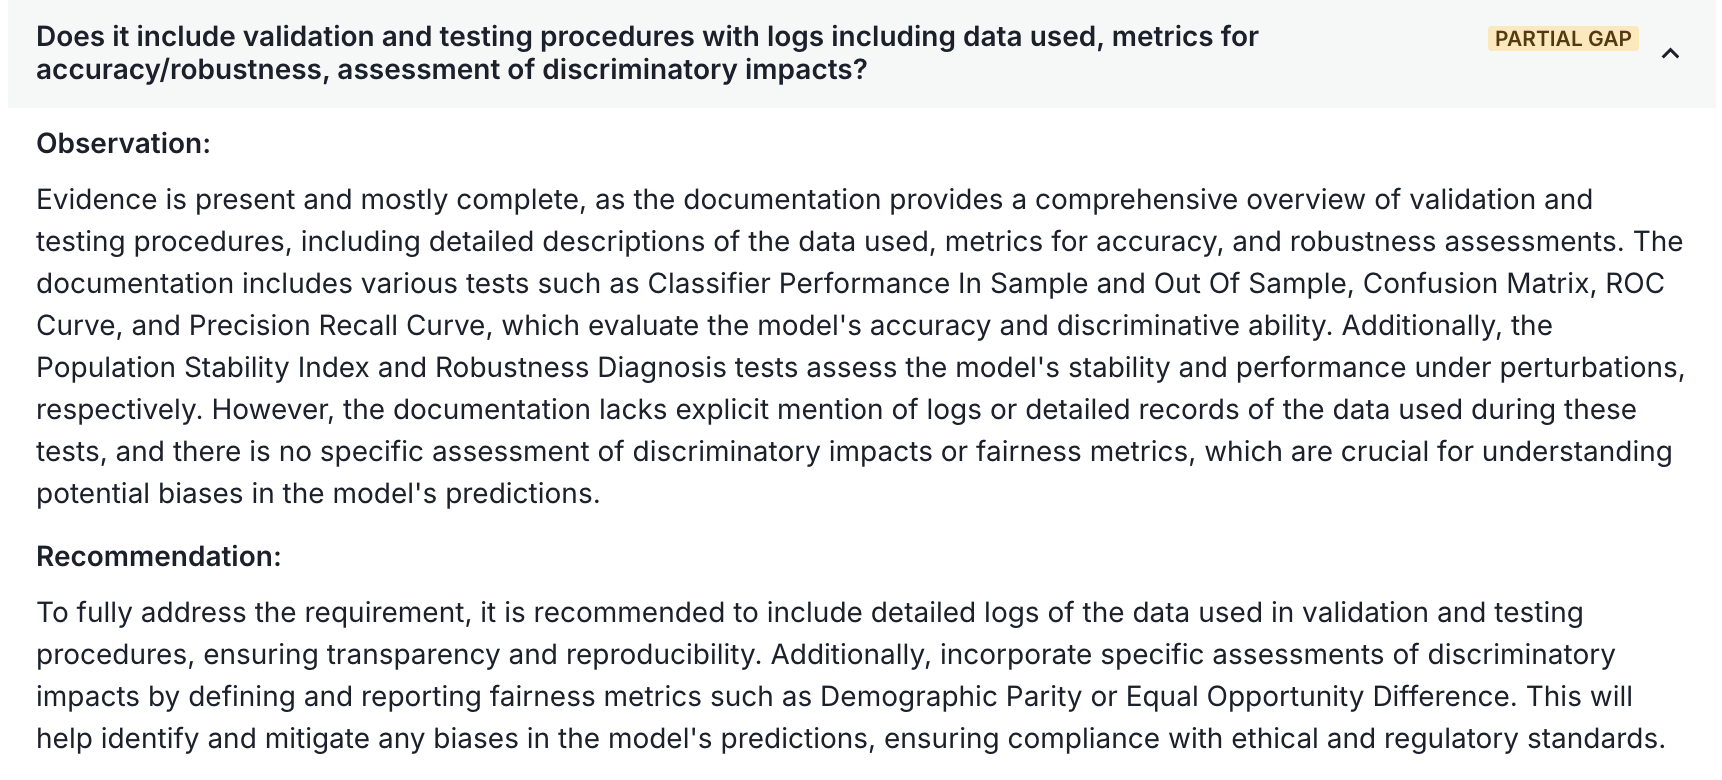 Does it include validation and testing procedures with logs including data used, metrics for
accuracy/robustness, assessment of discriminatory impacts?
PARTIAL GAP
Observation:
Evidence is present and mostly complete, as the documentation provides a comprehensive overview of validation and
testing procedures, including detailed descriptions of the data used, metrics for accuracy, and robustness assessments. The
documentation includes various tests such as Classifier Performance In Sample and Out Of Sample, Confusion Matrix, ROC
Curve, and Precision Recall Curve, which evaluate the model's accuracy and discriminative ability. Additionally, the
Population Stability Index and Robustness Diagnosis tests assess the model's stability and performance under perturbations,
respectively. However, the documentation lacks explicit mention of logs or detailed records of the data used during these
tests, and there is no specific assessment of discriminatory impacts or fairness metrics, which are crucial for understanding
potential biases in the model's predictions.
Recommendation:
To fully address the requirement, it is recommended to include detailed logs of the data used in validation and testing
procedures, ensuring transparency and reproducibility. Additionally, incorporate specific assessments of discriminatory
impacts by defining and reporting fairness metrics such as Demographic Parity or Equal Opportunity Difference. This will
help identify and mitigate any biases in the model's predictions, ensuring compliance with ethical and regulatory standards.